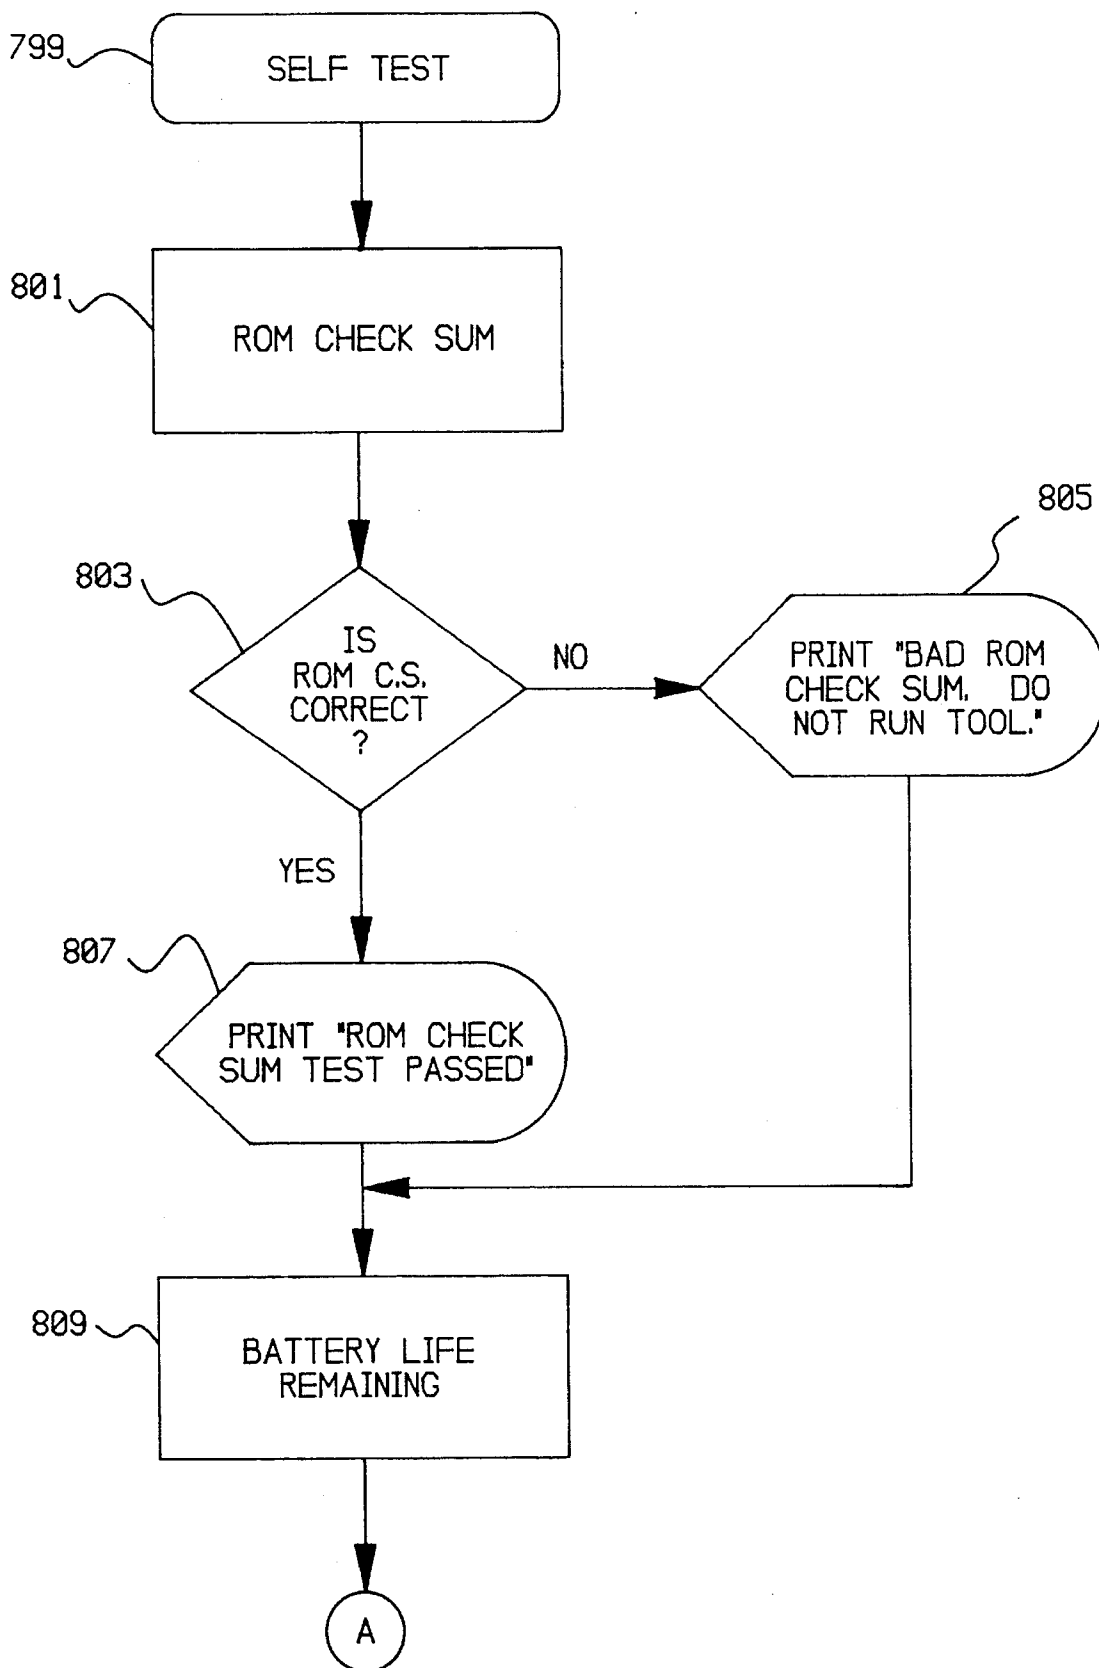 799
SELF TEST
801
ROM CHECK SUM
805
803
IS
ROM C.S.
CORRECT
?
NO
PRINT "BAD ROM
CHECK SUM. DO
NOT RUN TOOL."
YES
807
PRINT "ROM CHECK
SUM TEST PASSED"
809
BATTERY LIFE
REMAINING
A